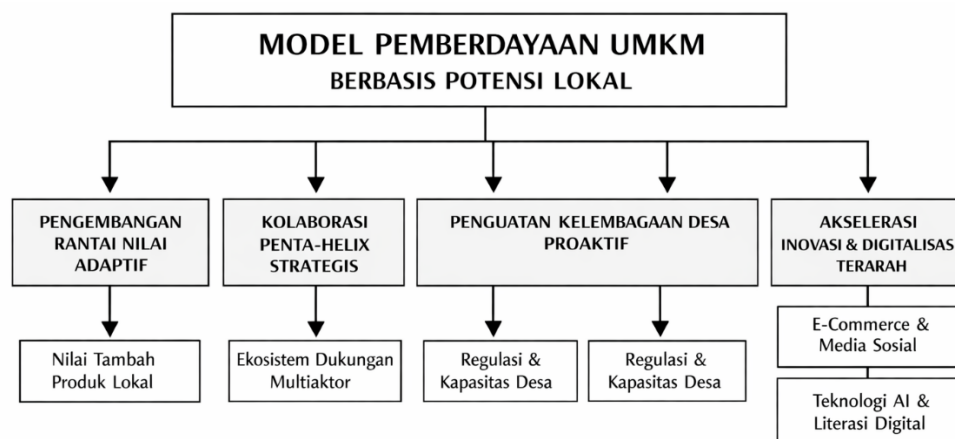 MODEL PEMBERDAYAAN UMKM
BERBASIS POTENSI LOKAL
PENGEMBANGAN
RANTAI NILAI
ADAPTIF
KOLABORASI
PENTA-HELIX
STRATEGIS
PENGUATAN KELEMBAGAAN DESA
PROAKTIF
AKSELERASI
INOVASI & DIGITALISAS
TERARAH
Nilai Tambah
Produk Lokal
Ekosistem Dukungan
Multiaktor
Regulasi &
Kapasitas Desa
Regulasi &
Kapasitas Desa
E-Commerce &
Media Sosial
Teknologi AI &
Literasi Digital